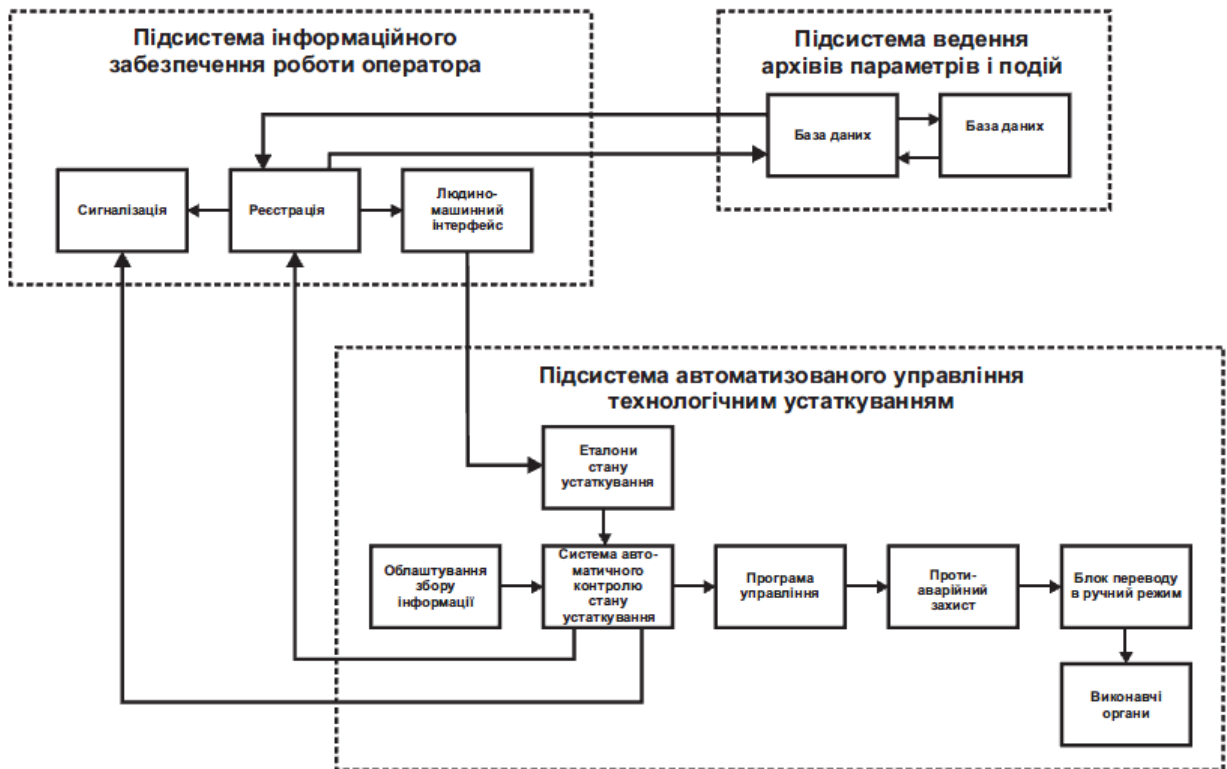 Підсистема інформаційного
забезпечення роботи оператора
Підсистема ведення
архівів параметрів і подій
База даних
База даних
Сигналізація
Реєстрація
Людино-
машинний
інтерфейс
Підсистема автоматизованого управління
технологічним устаткуванням
Еталони
стану
устаткування
Облаштування
збору
інформації
Система авто-
матичного
контролю
стану
устаткування
Програма
управління
Проти-
аварійний
захист
Блок переводу
в ручний режим
Виконавчі
органи